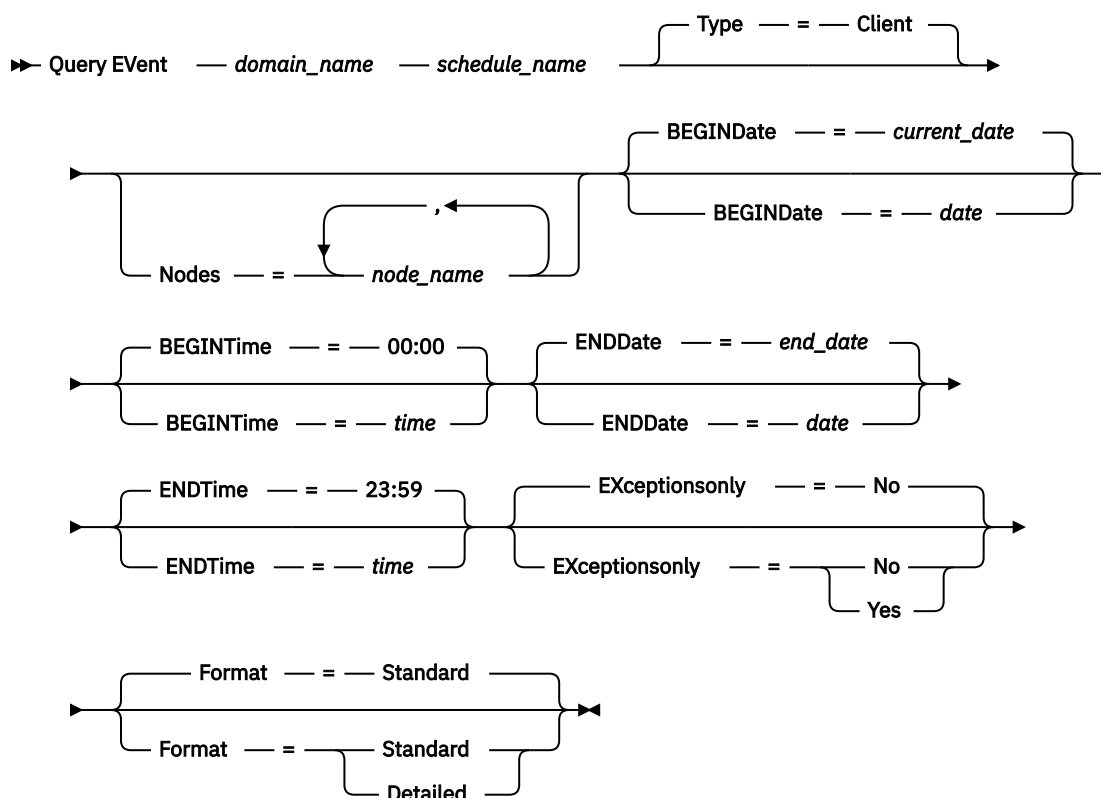 Type = Client
Query EVent domain_name schedule_name
BEGINDate = current_date
BEGINDate = date
,
Nodes = node_name
BEGINTime = 00:00
BEGINTime = time
ENDDate = end_date
ENDDate = date
ENDTime = 23:59
ENDTime = time
EXceptionsonly = No
EXceptionsonly = No
Yes
Format = Standard
Format = Standard
Detailed